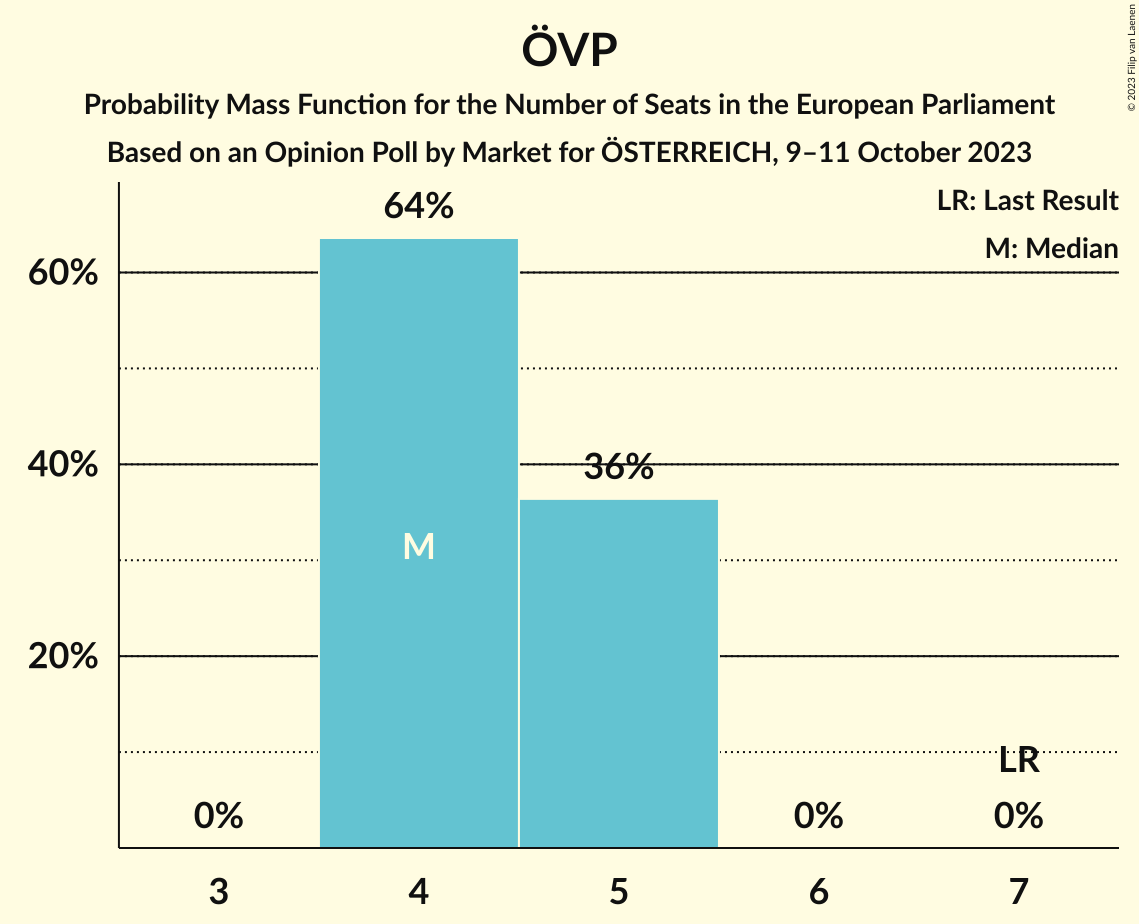 ÖVP
Probability Mass Function for the Number of Seats in the European Parliament
Based on an Opinion Poll by Market for ÖSTERREICH, 9–11 October 2023
© 2023 Filip van Laenen
LR: Last Result
M: Median
64%
60%
40%
36%
M
20%
LR
0%
0%
0%
3
4
5
6
7